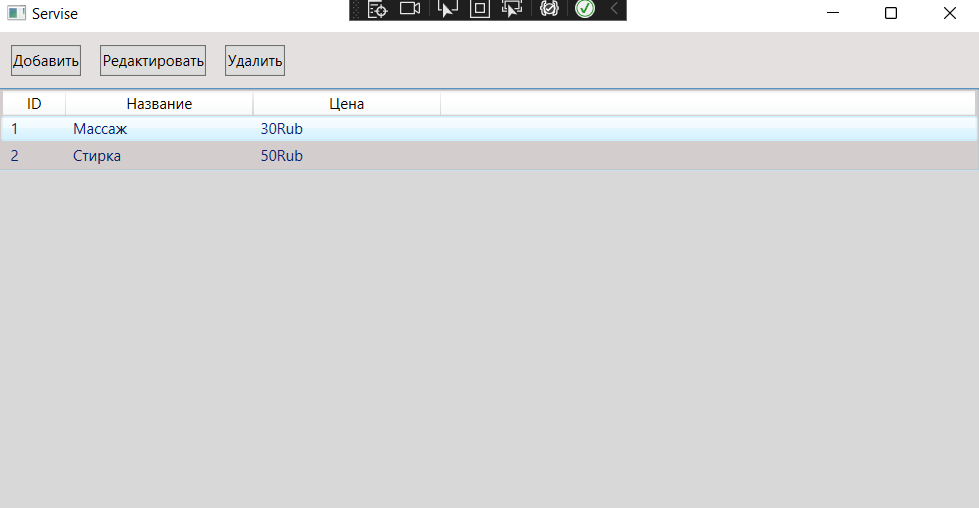 Servise
Добавить Редактировать Удалить
ID Название Цена
1 Массаж 30Rub
2 Стирка 50Rub